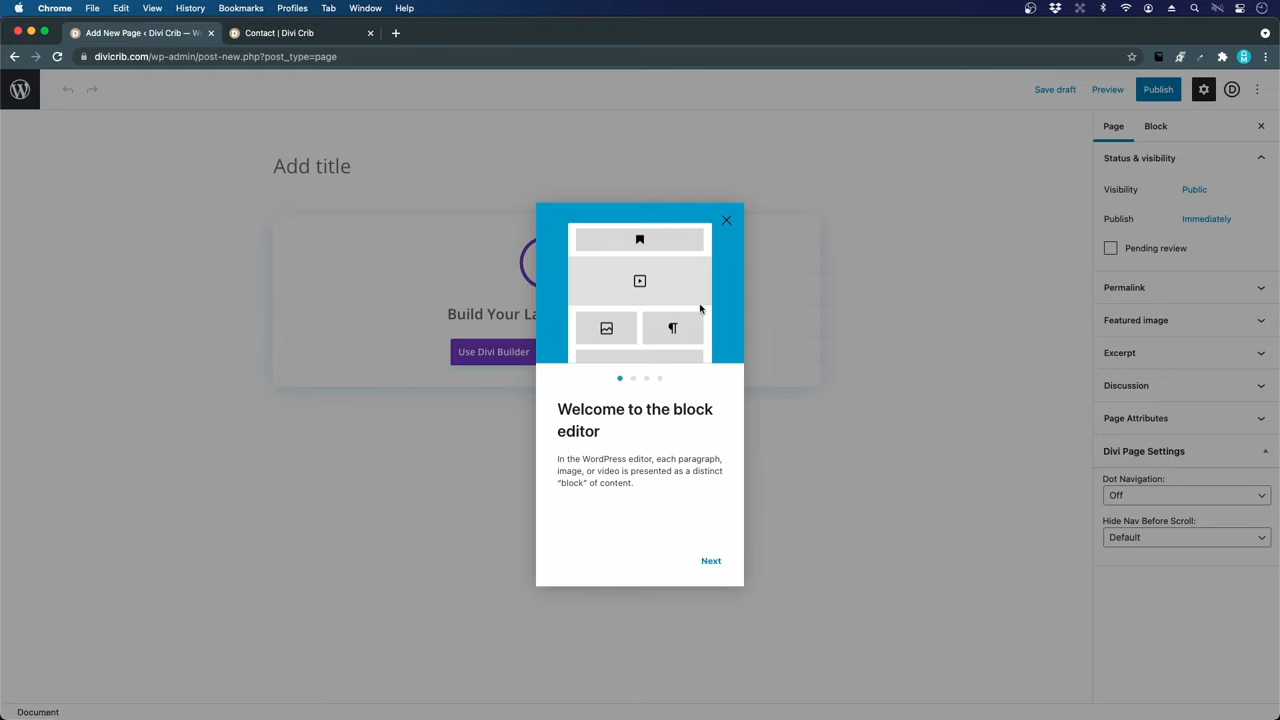 Chrome File Edit View History Bookmarks Profiles Tab Window Help
Add New Page ‹ Divi Crib — W
Contact | Divi Crib
divicrib.com/wp-admin/post-new.php?post_type=page
Save draft Preview Publish
Page Block
Add title
Status & visibility
Visibility Public
Publish Immediately
Pending review
Permalink
Featured image
Excerpt
Discussion
Page Attributes
Divi Page Settings
Dot Navigation:
Off
Hide Nav Before Scroll:
Default
Build Your La
Use Divi Builder
Welcome to the block
editor
In the WordPress editor, each paragraph,
image, or video is presented as a distinct
“block” of content.
Next
Document